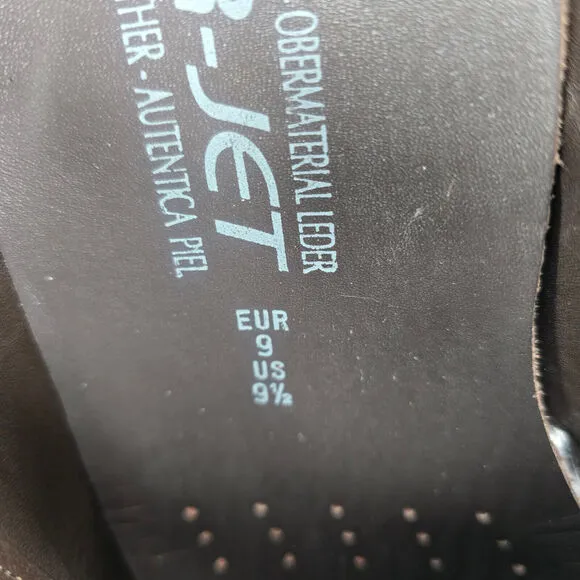 OBERMATERIAL LEDER
-JET
THER - AUTENTICA PIEL
EUR
9
US
9½